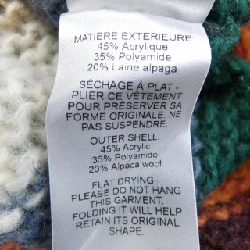 MATIÈRE EXTÉRIEURE
45% Acrylique
35% Polyamide
20% Laine alpaga
SÉCHAGE À PLAT -
PLIER CE VÊTEMENT
POUR PRÉSERVER SA
FORME ORIGINALE. NE
PAS SUSPENDRE.
OUTER SHELL
45% Acrylic
35% Polyamide
20% Alpaca wool
FLAT DRYING.
PLEASE DO NOT HANG
THIS GARMENT.
FOLDING IT WILL HELP
RETAIN ITS ORIGINAL
SHAPE.